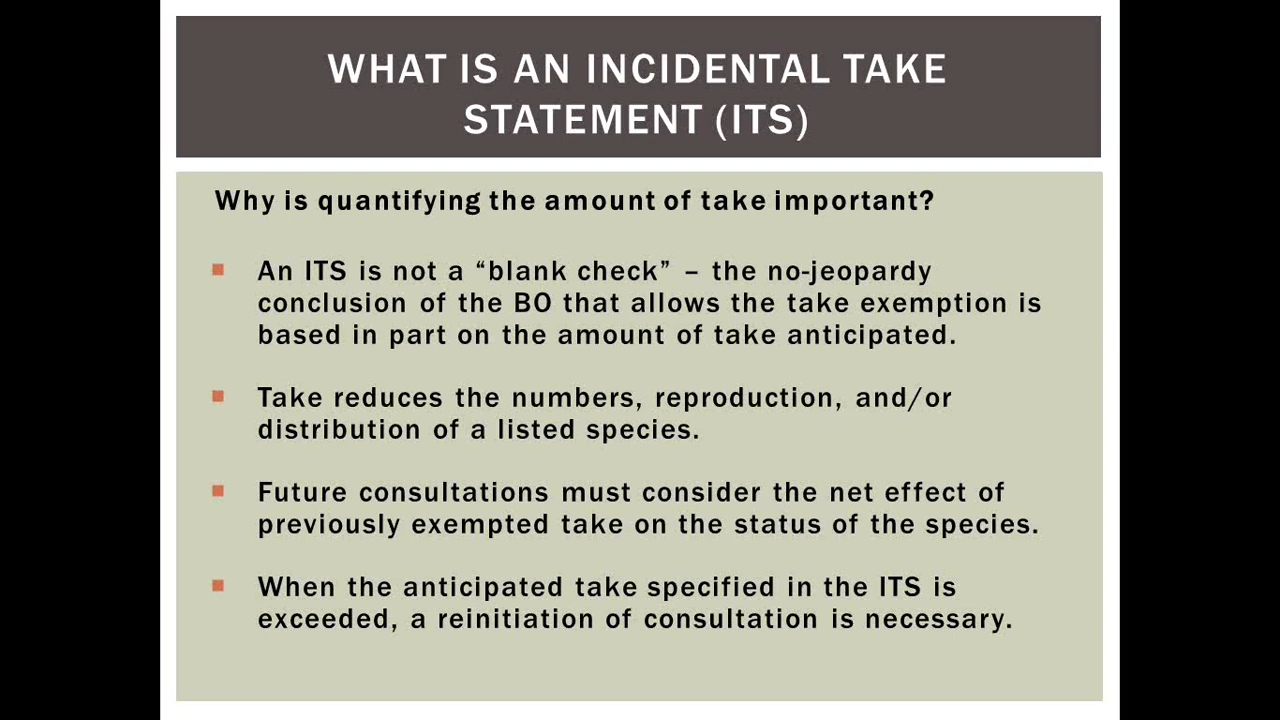 WHAT IS AN INCIDENTAL TAKE
STATEMENT (ITS)
Why is quantifying the amount of take important?
An ITS is not a “blank check” – the no-jeopardy
conclusion of the BO that allows the take exemption is
based in part on the amount of take anticipated.
Take reduces the numbers, reproduction, and/or
distribution of a listed species.
Future consultations must consider the net effect of
previously exempted take on the status of the species.
When the anticipated take specified in the ITS is
exceeded, a reinitiation of consultation is necessary.